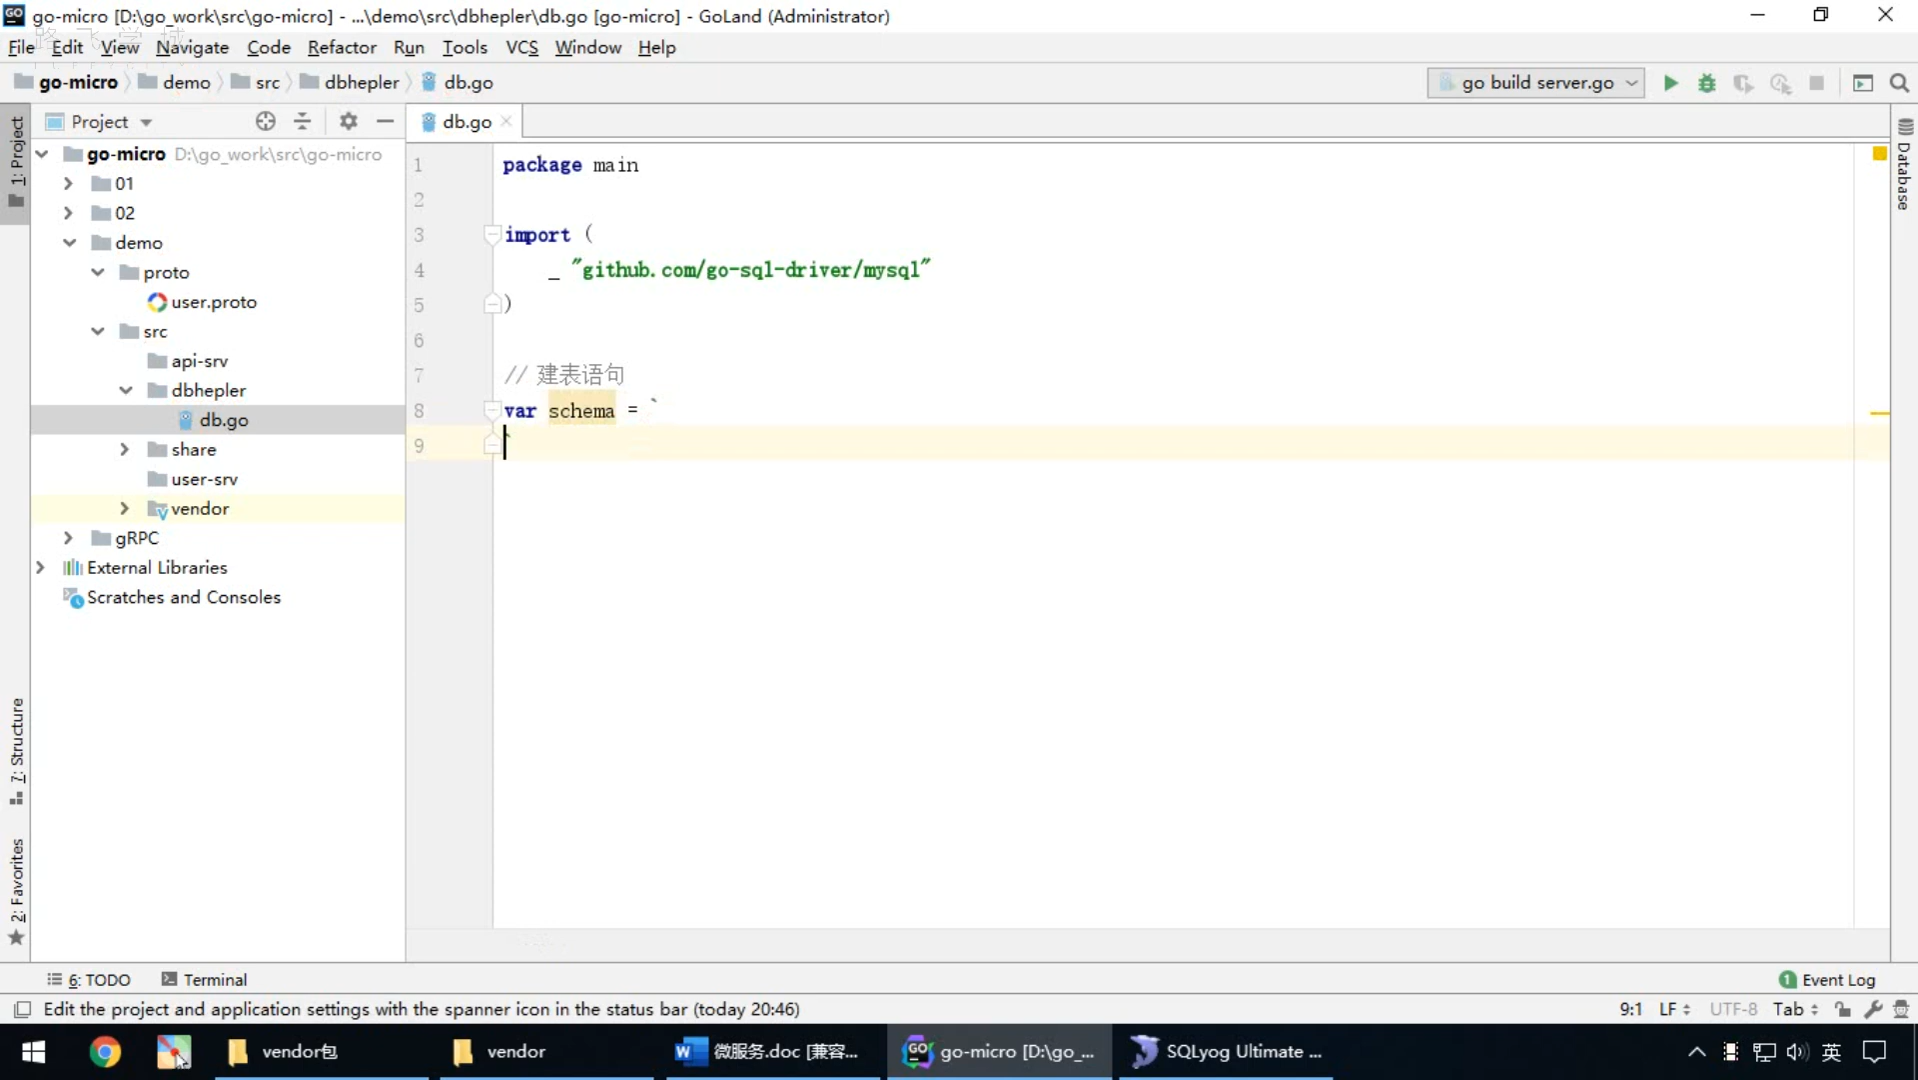 go-micro [D:\go_work\src\go-micro] - ...\demo\src\dbhepler\db.go [go-micro] - GoLand (Administrator)
路飞学城
File Edit View Navigate Code Refactor Run Tools VCS Window Help
go-micro demo src dbhepler db.go go build server.go
Project db.go
1: Project
Database
go-micro D:\go_work\src\go-micro
01
02
demo
proto
user.proto
src
api-srv
dbhepler
db.go
share
user-srv
vendor
gRPC
External Libraries
Scratches and Consoles
1 package main
2
3 import (
4 _ "github.com/go-sql-driver/mysql"
5 )
6
7 // 建表语句
8 var schema = `
9 `
7: Structure
2: Favorites
6: TODO Terminal 1 Event Log
Edit the project and application settings with the spanner icon in the status bar (today 20:46) 9:1 LF UTF-8 Tab
vendor包 vendor 微服务.doc [兼容... go-micro [D:\go_... SQLyog Ultimate ... 英